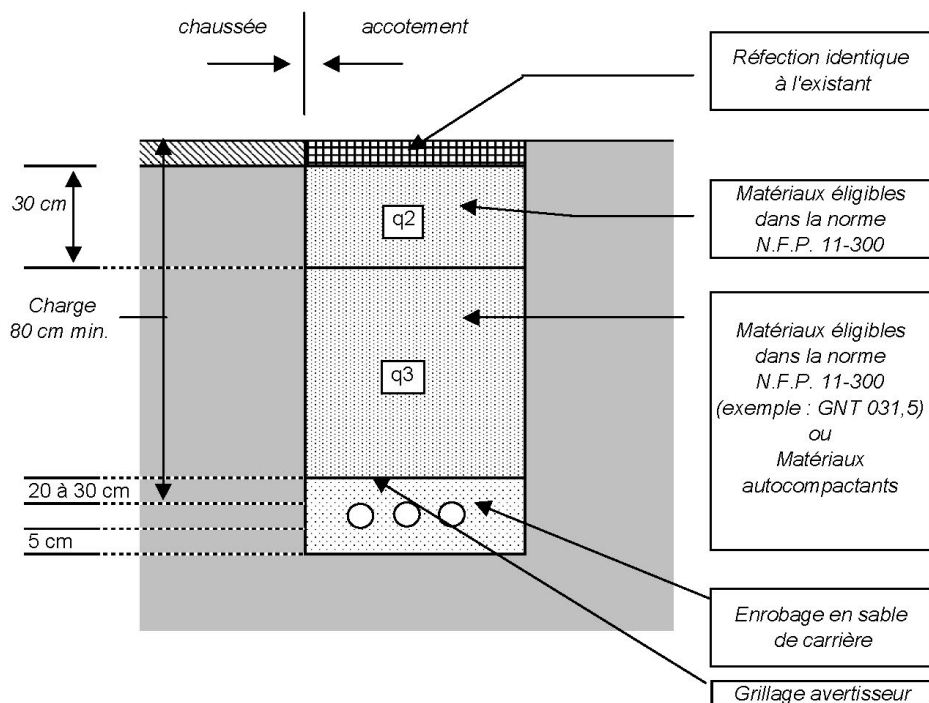 chaussée
accotement
Réfection identique
à l'existant
30 cm
q2
Matériaux éligibles
dans la norme
N.F.P. 11-300
Charge
80 cm min.
q3
Matériaux éligibles
dans la norme
N.F.P. 11-300
(exemple : GNT 031,5)
ou
Matériaux
autocompactants
20 à 30 cm
5 cm
Enrobage en sable
de carrière
Grillage avertisseur